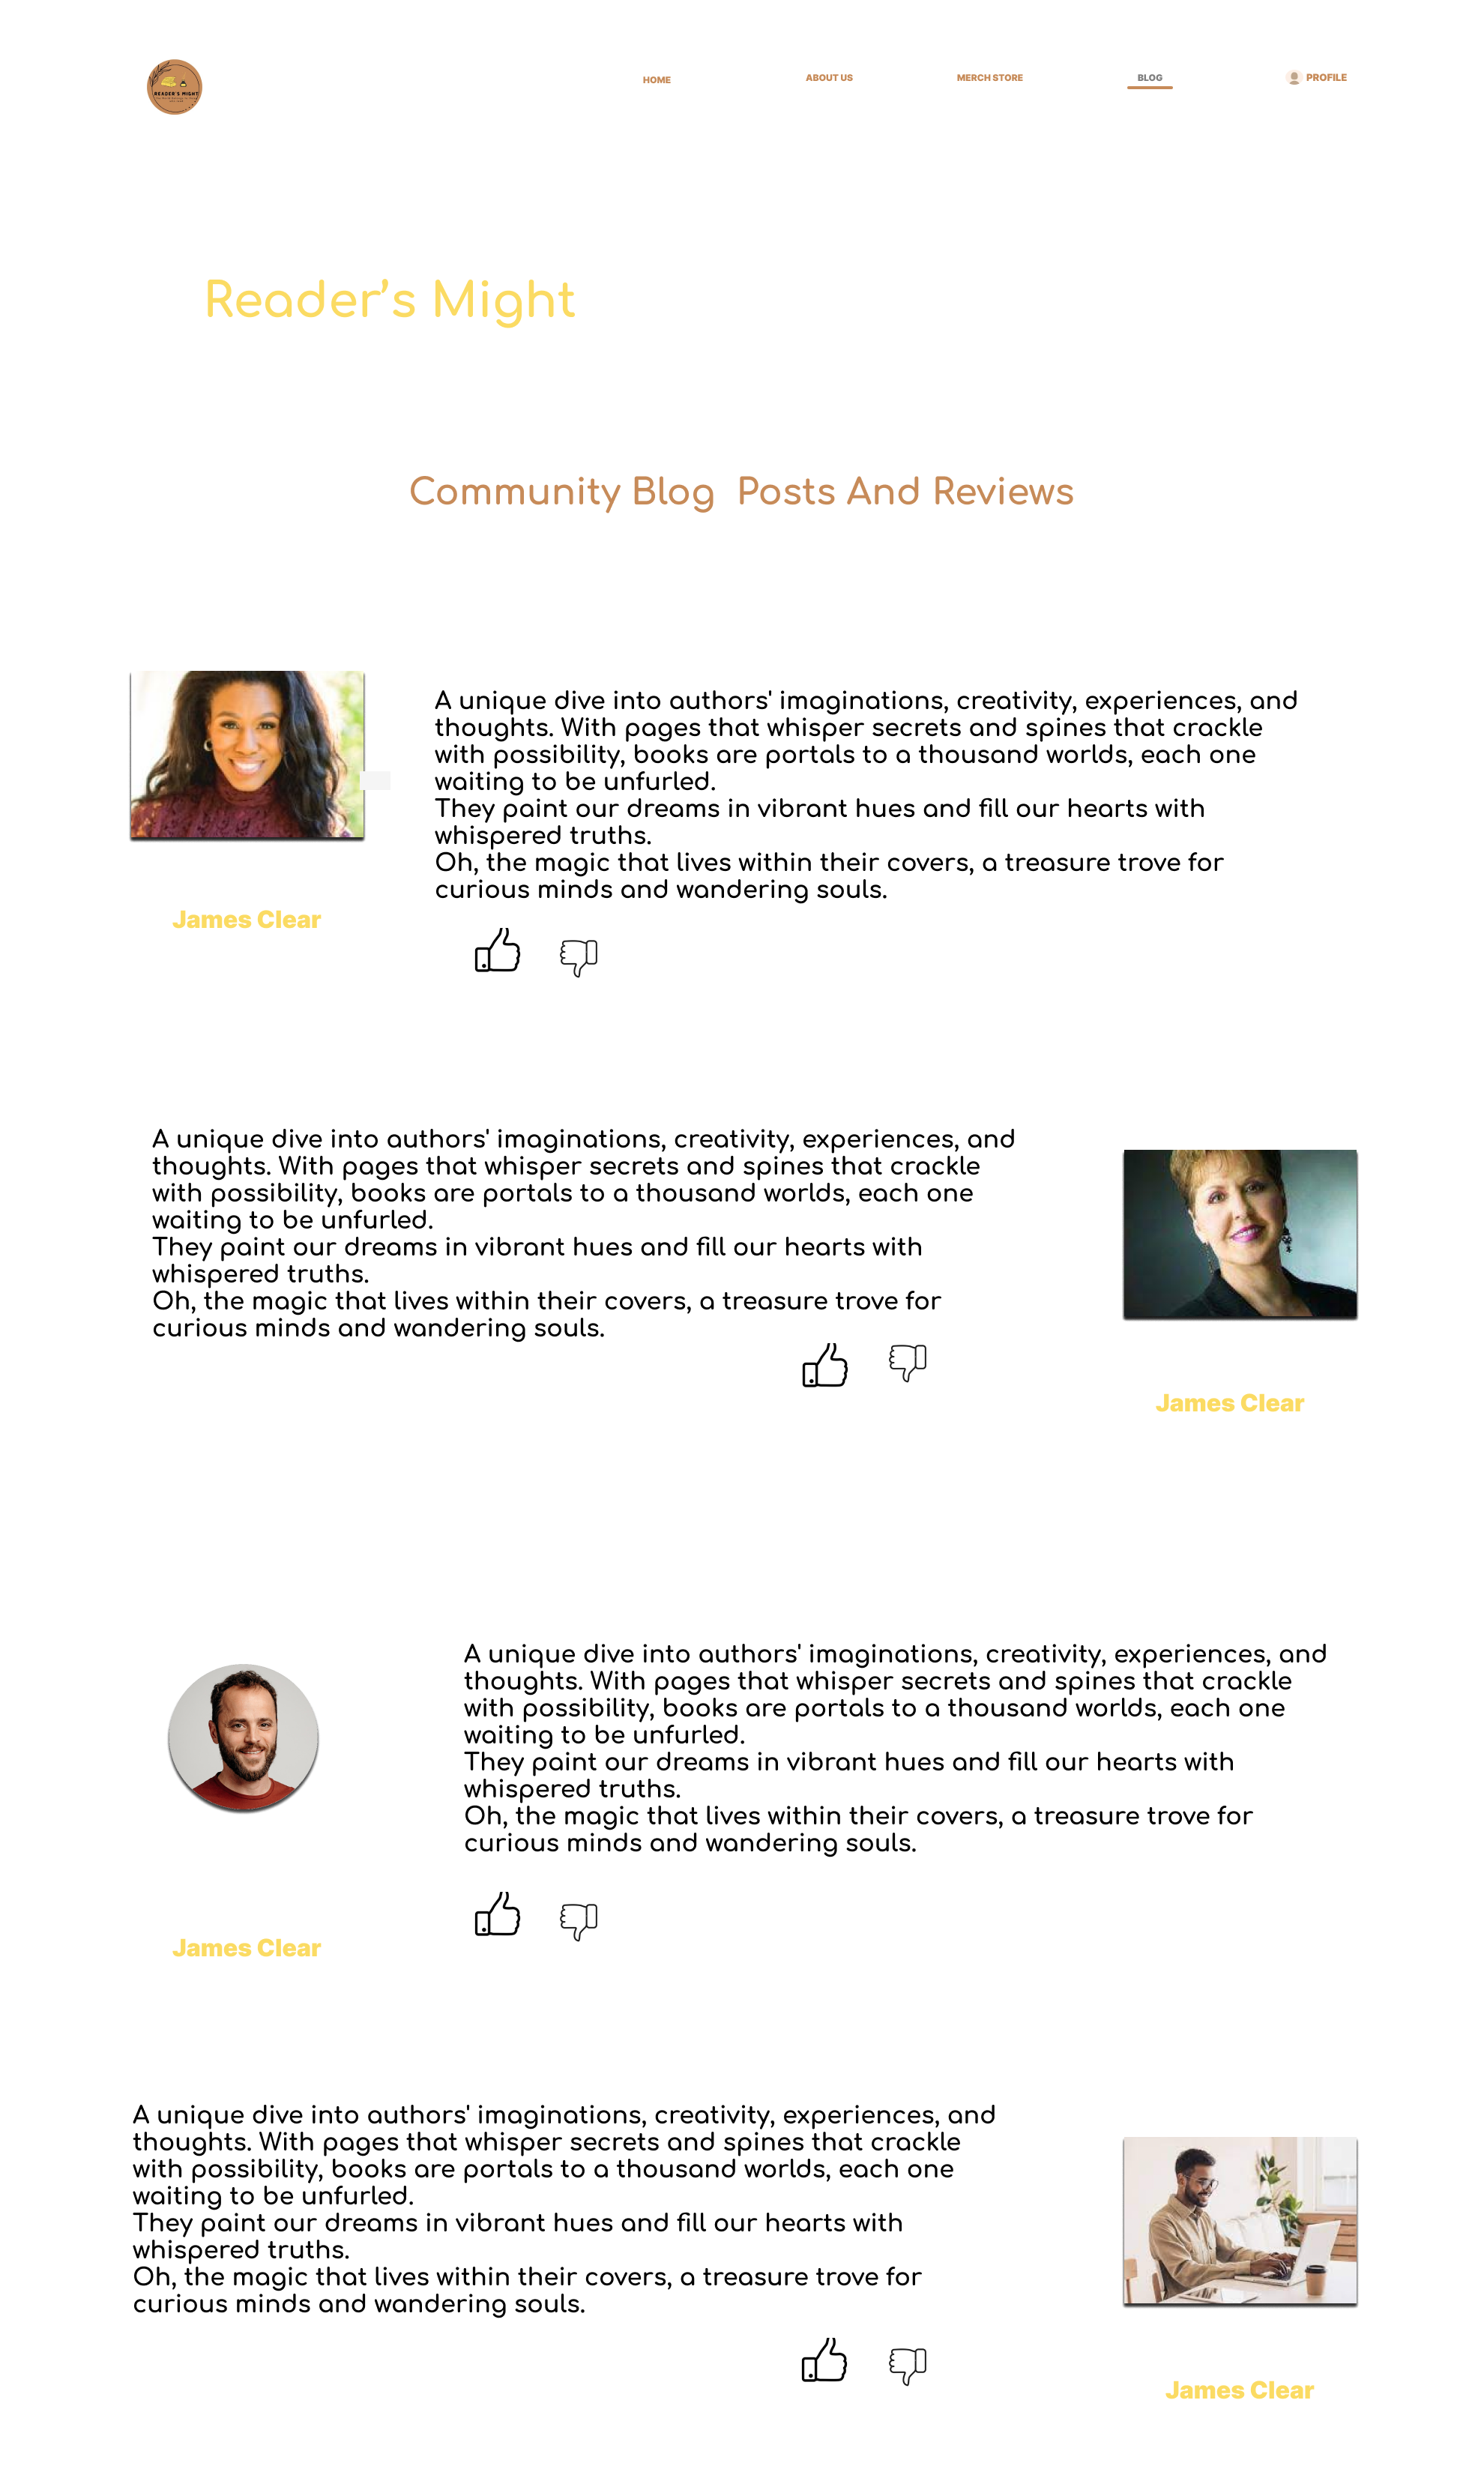 READER'S MIGHT
HOME
ABOUT US
MERCH STORE
BLOG
PROFILE
Reader’s Might
Community Blog  Posts And Reviews
A unique dive into authors' imaginations, creativity, experiences, and
thoughts. With pages that whisper secrets and spines that crackle
with possibility, books are portals to a thousand worlds, each one
waiting to be unfurled.
They paint our dreams in vibrant hues and fill our hearts with
whispered truths.
Oh, the magic that lives within their covers, a treasure trove for
curious minds and wandering souls.
James Clear
A unique dive into authors' imaginations, creativity, experiences, and
thoughts. With pages that whisper secrets and spines that crackle
with possibility, books are portals to a thousand worlds, each one
waiting to be unfurled.
They paint our dreams in vibrant hues and fill our hearts with
whispered truths.
Oh, the magic that lives within their covers, a treasure trove for
curious minds and wandering souls.
James Clear
A unique dive into authors' imaginations, creativity, experiences, and
thoughts. With pages that whisper secrets and spines that crackle
with possibility, books are portals to a thousand worlds, each one
waiting to be unfurled.
They paint our dreams in vibrant hues and fill our hearts with
whispered truths.
Oh, the magic that lives within their covers, a treasure trove for
curious minds and wandering souls.
James Clear
A unique dive into authors' imaginations, creativity, experiences, and
thoughts. With pages that whisper secrets and spines that crackle
with possibility, books are portals to a thousand worlds, each one
waiting to be unfurled.
They paint our dreams in vibrant hues and fill our hearts with
whispered truths.
Oh, the magic that lives within their covers, a treasure trove for
curious minds and wandering souls.
James Clear